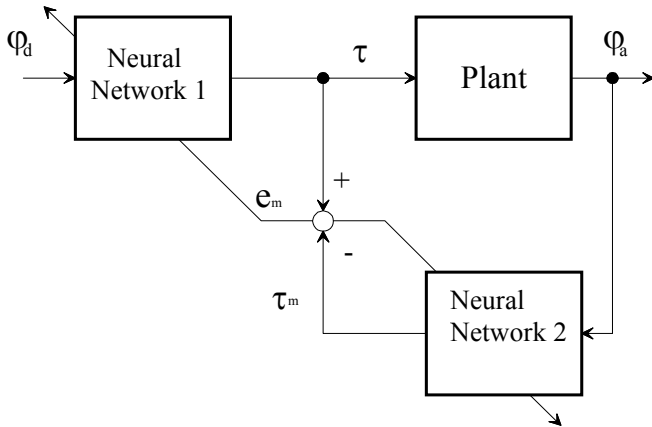 φd
Neural
Network 1
τ
Plant
φa
+
em
-
τm
Neural
Network 2